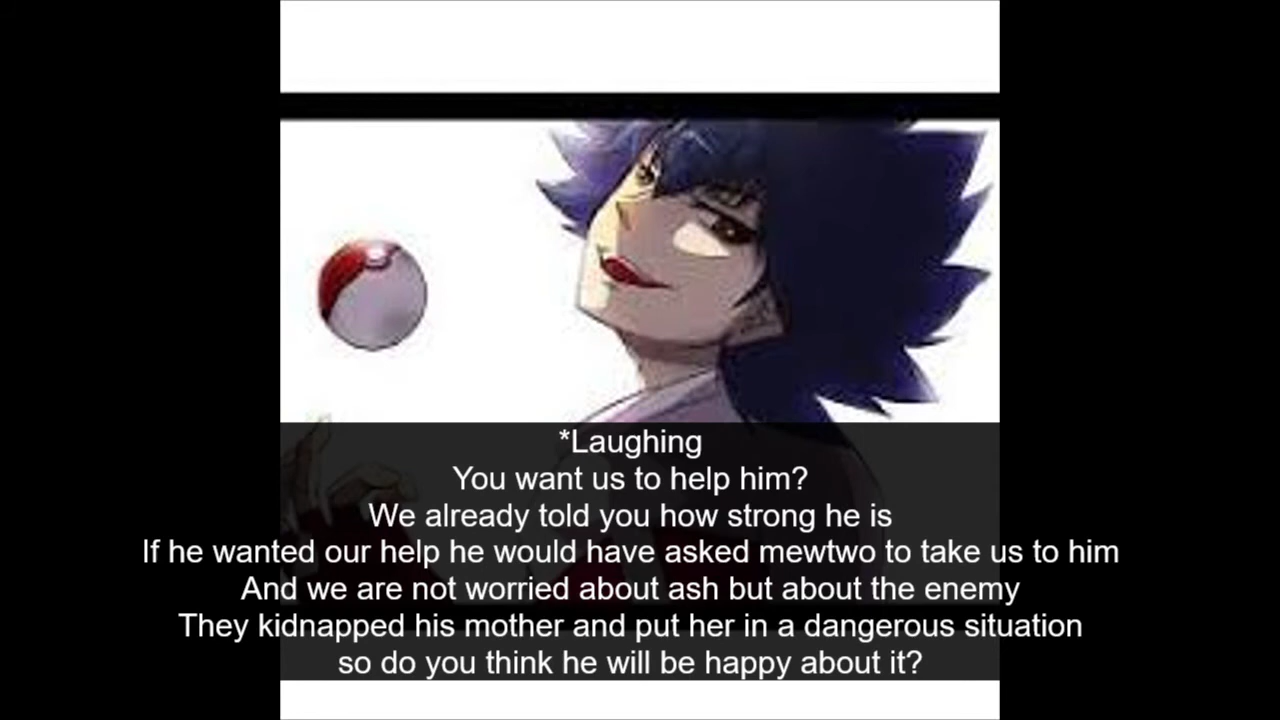 *Laughing
You want us to help him?
We already told you how strong he is
If he wanted our help he would have asked mewtwo to take us to him
And we are not worried about ash but about the enemy
They kidnapped his mother and put her in a dangerous situation
so do you think he will be happy about it?